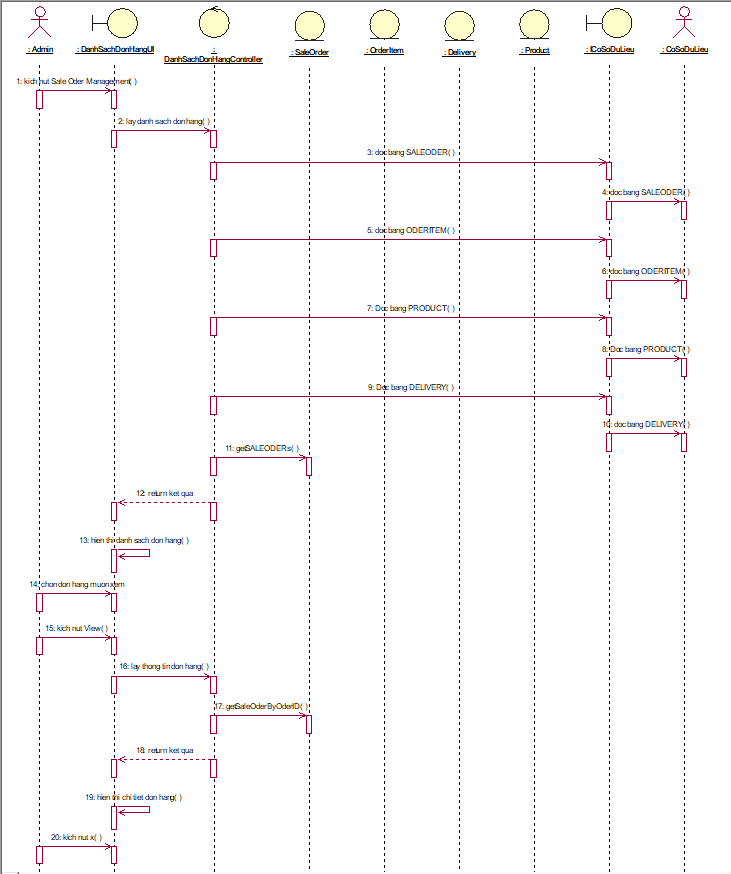 : Admin
: DanhSachDonHangUI
:
DanhSachDonHangController
: SaleOrder
: OrderItem
: Delivery
: Product
: ICoSoDuLieu
: CoSoDuLieu
1: kich nut Sale Oder Management( )
2: lay danh sach don hang( )
3: doc bang SALEODER( )
4: doc bang SALEODER( )
5: doc bang ODERITEM( )
6: doc bang ODERITEM( )
7: Doc bang PRODUCT( )
8: Doc bang PRODUCT( )
9: Doc bang DELIVERY( )
10: doc bang DELIVERY( )
11: getSALEODERs( )
12: return ket qua
13: hien thi danh sach don hang( )
14: chon don hang muon xem
15: kich nut View( )
16: lay thong tin don hang( )
17: getSaleOderByOderID( )
18: return ket qua
19: hien thi chi tiet don hang( )
20: kich nut x( )